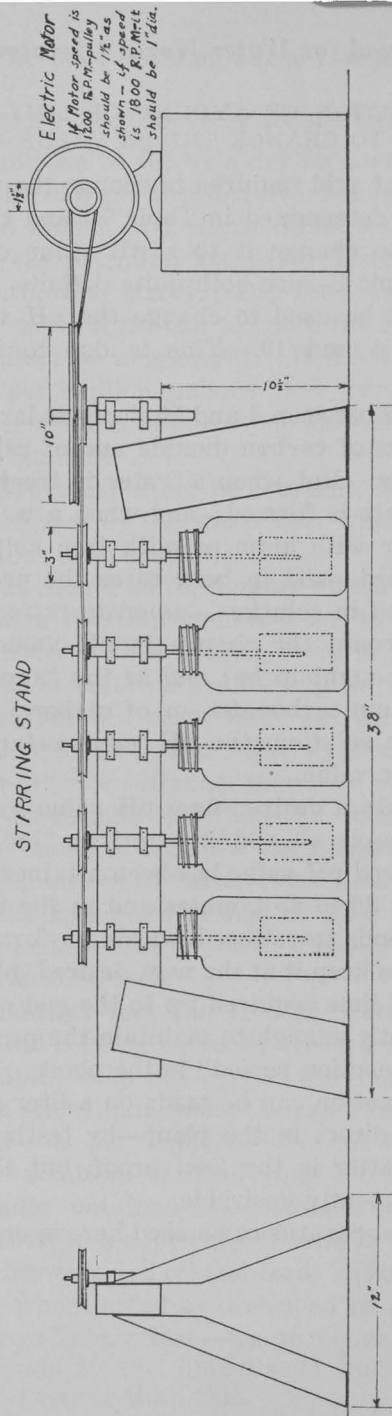 STIRRING STAND
Electric Motor
If Motor speed is
1200 R.P.M.-pulley
should be 1½" as
shown - if speed
is 1800 R.P.M-it
should be 1" dia.
1½"
10"
3"
10½"
38"
12"